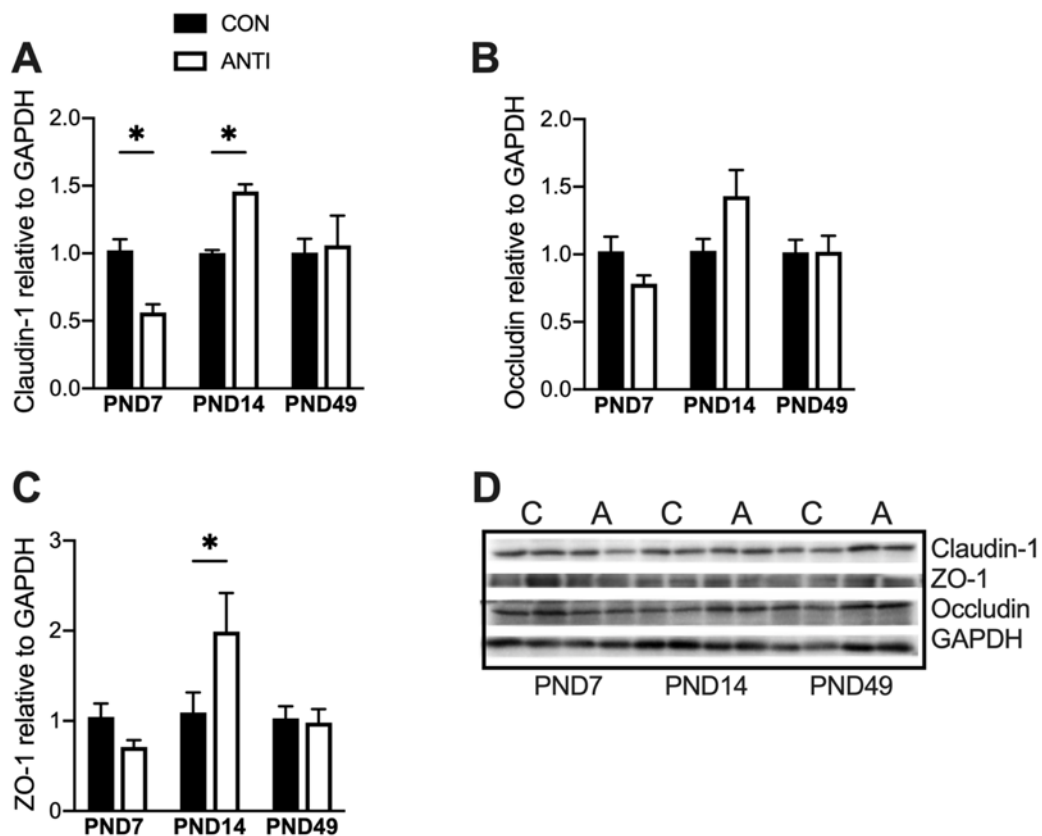 CON
ANTI
A
Claudin-1 relative to GAPDH
2.0
1.5
1.0
0.5
0.0
*
*
PND7 PND14 PND49
B
Occludin relative to GAPDH
2.0
1.5
1.0
0.5
0.0
PND7 PND14 PND49
C
ZO-1 relative to GAPDH
3
2
1
0
*
PND7 PND14 PND49
D
C A C A C A
Claudin-1
ZO-1
Occludin
GAPDH
PND7 PND14 PND49